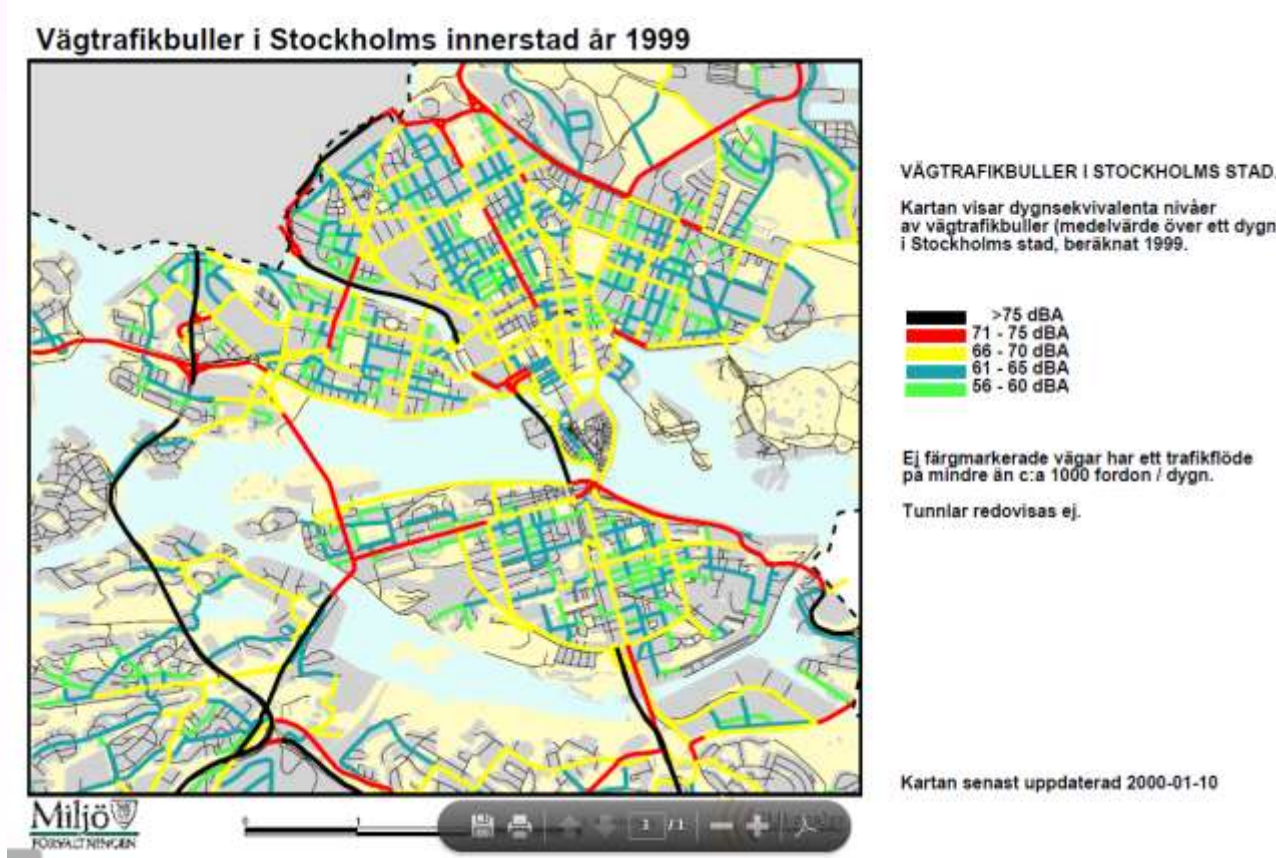 Vägtrafikbuller i Stockholms innerstad år 1999
VÄGTRAFIKBULLER I STOCKHOLMS STAD.
Kartan visar dygnsekvivalenta nivåer
av vägtrafikbuller (medelvärde över ett dygn
i Stockholms stad, beräknat 1999.
>75 dBA
71 - 75 dBA
66 - 70 dBA
61 - 65 dBA
56 - 60 dBA
Ej färgmarkerade vägar har ett trafikflöde
på mindre än c:a 1000 fordon / dygn.
Tunnlar redovisas ej.
Kartan senast uppdaterad 2000-01-10
Miljö
FÖRVALTNINGEN
0 1
/ 1